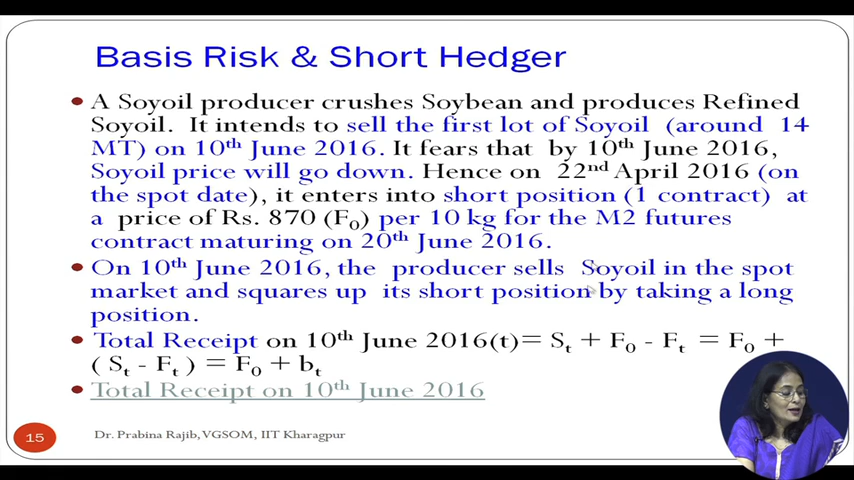 Basis Risk & Short Hedger
• A Soyoil producer crushes Soybean and produces Refined
Soyoil. It intends to sell the first lot of Soyoil (around 14
MT) on 10th June 2016. It fears that by 10th June 2016,
Soyoil price will go down. Hence on 22nd April 2016 (on
the spot date), it enters into short position (1 contract) at
a price of Rs. 870 (F0) per 10 kg for the M2 futures
contract maturing on 20th June 2016.
• On 10th June 2016, the producer sells Soyoil in the spot
market and squares up its short position by taking a long
position.
• Total Receipt on 10th June 2016(t)= St + F0 - Ft = F0 +
( St - Ft ) = F0 + bt
• Total Receipt on 10th June 2016
15
Dr. Prabina Rajib, VGSOM, IIT Kharagpur